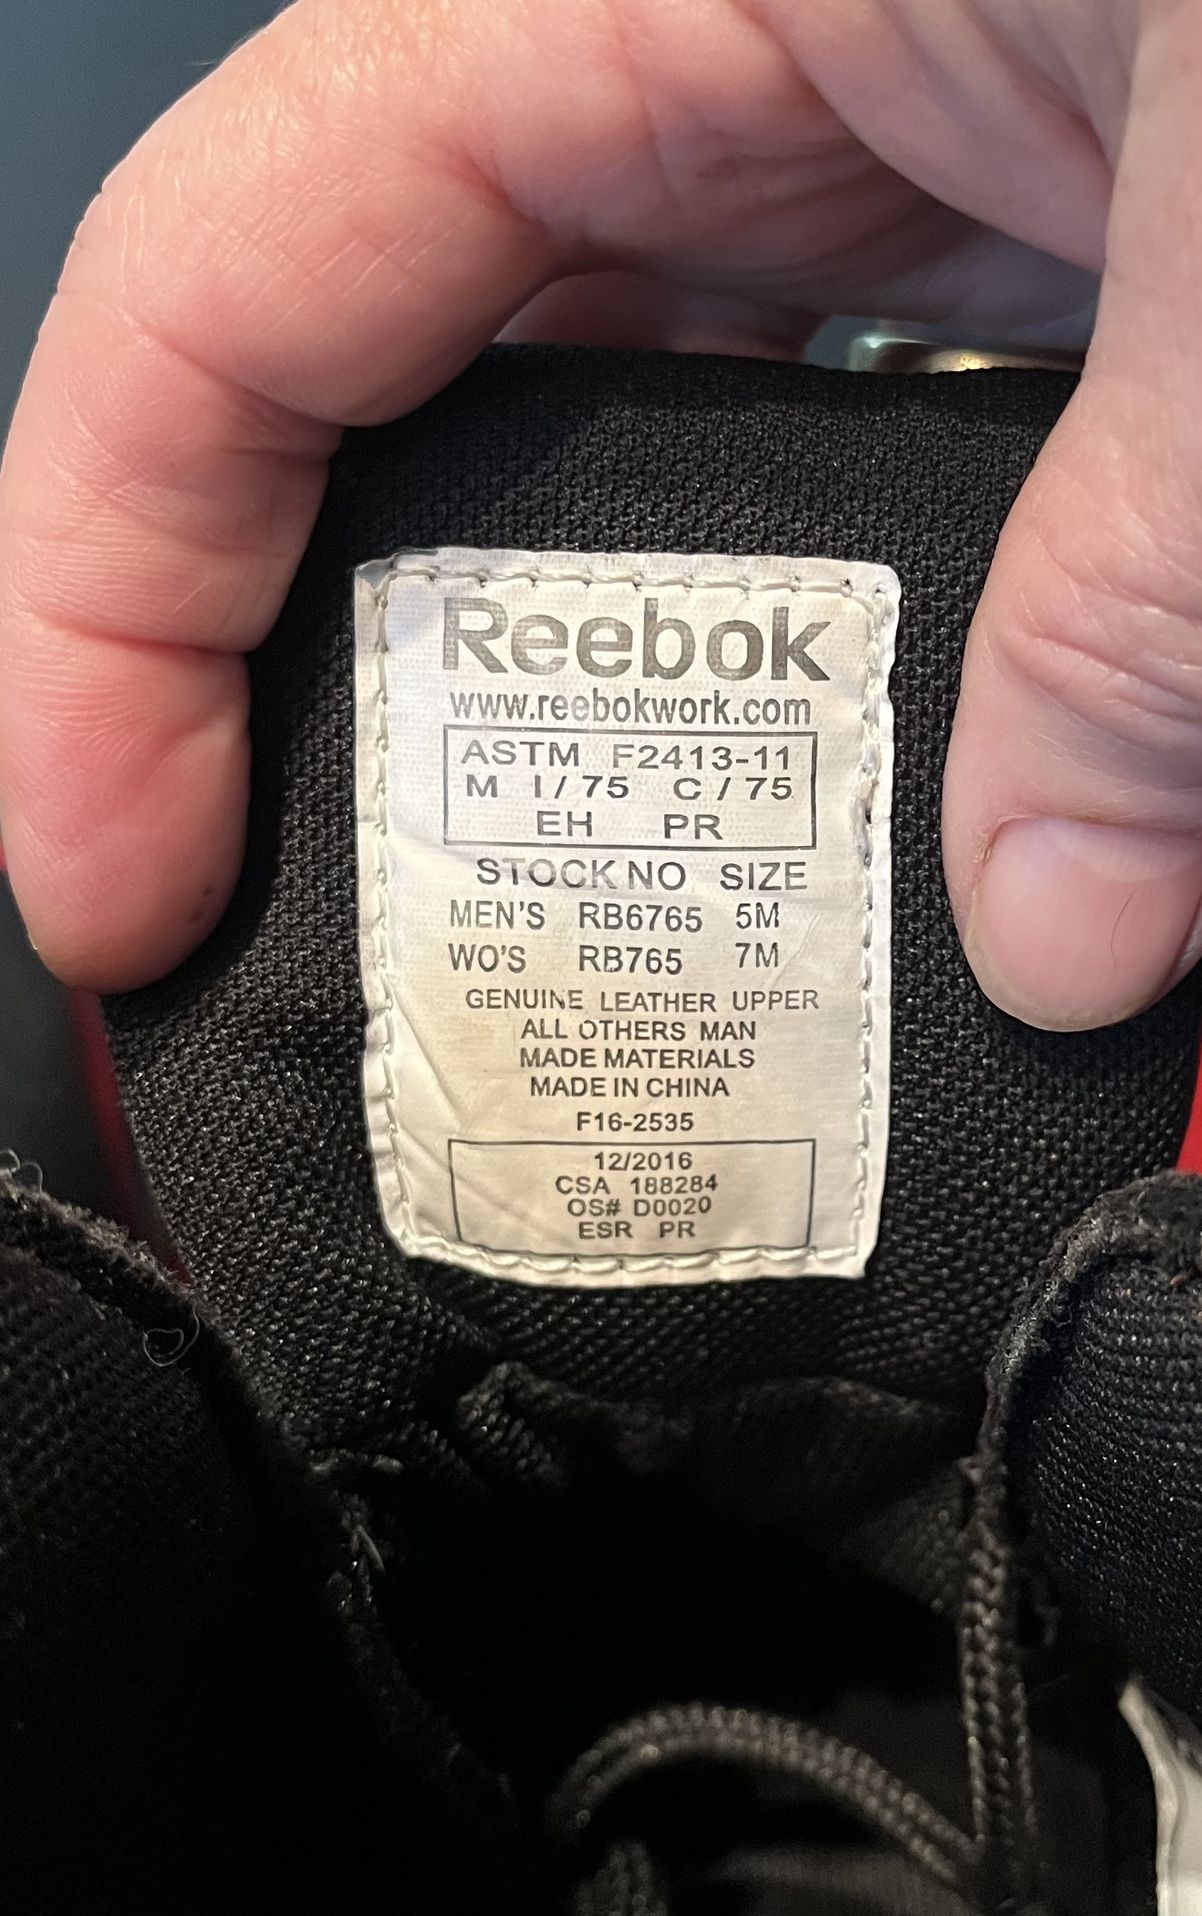 Reebok
www.reebokwork.com
ASTM F2413-11
M I/75 C/75
EH PR
STOCK NO SIZE
MEN'S RB6765 5M
WO'S RB765 7M
GENUINE LEATHER UPPER
ALL OTHERS MAN
MADE MATERIALS
MADE IN CHINA
F16-2535
12/2016
CSA 188284
OS# D0020
ESR PR